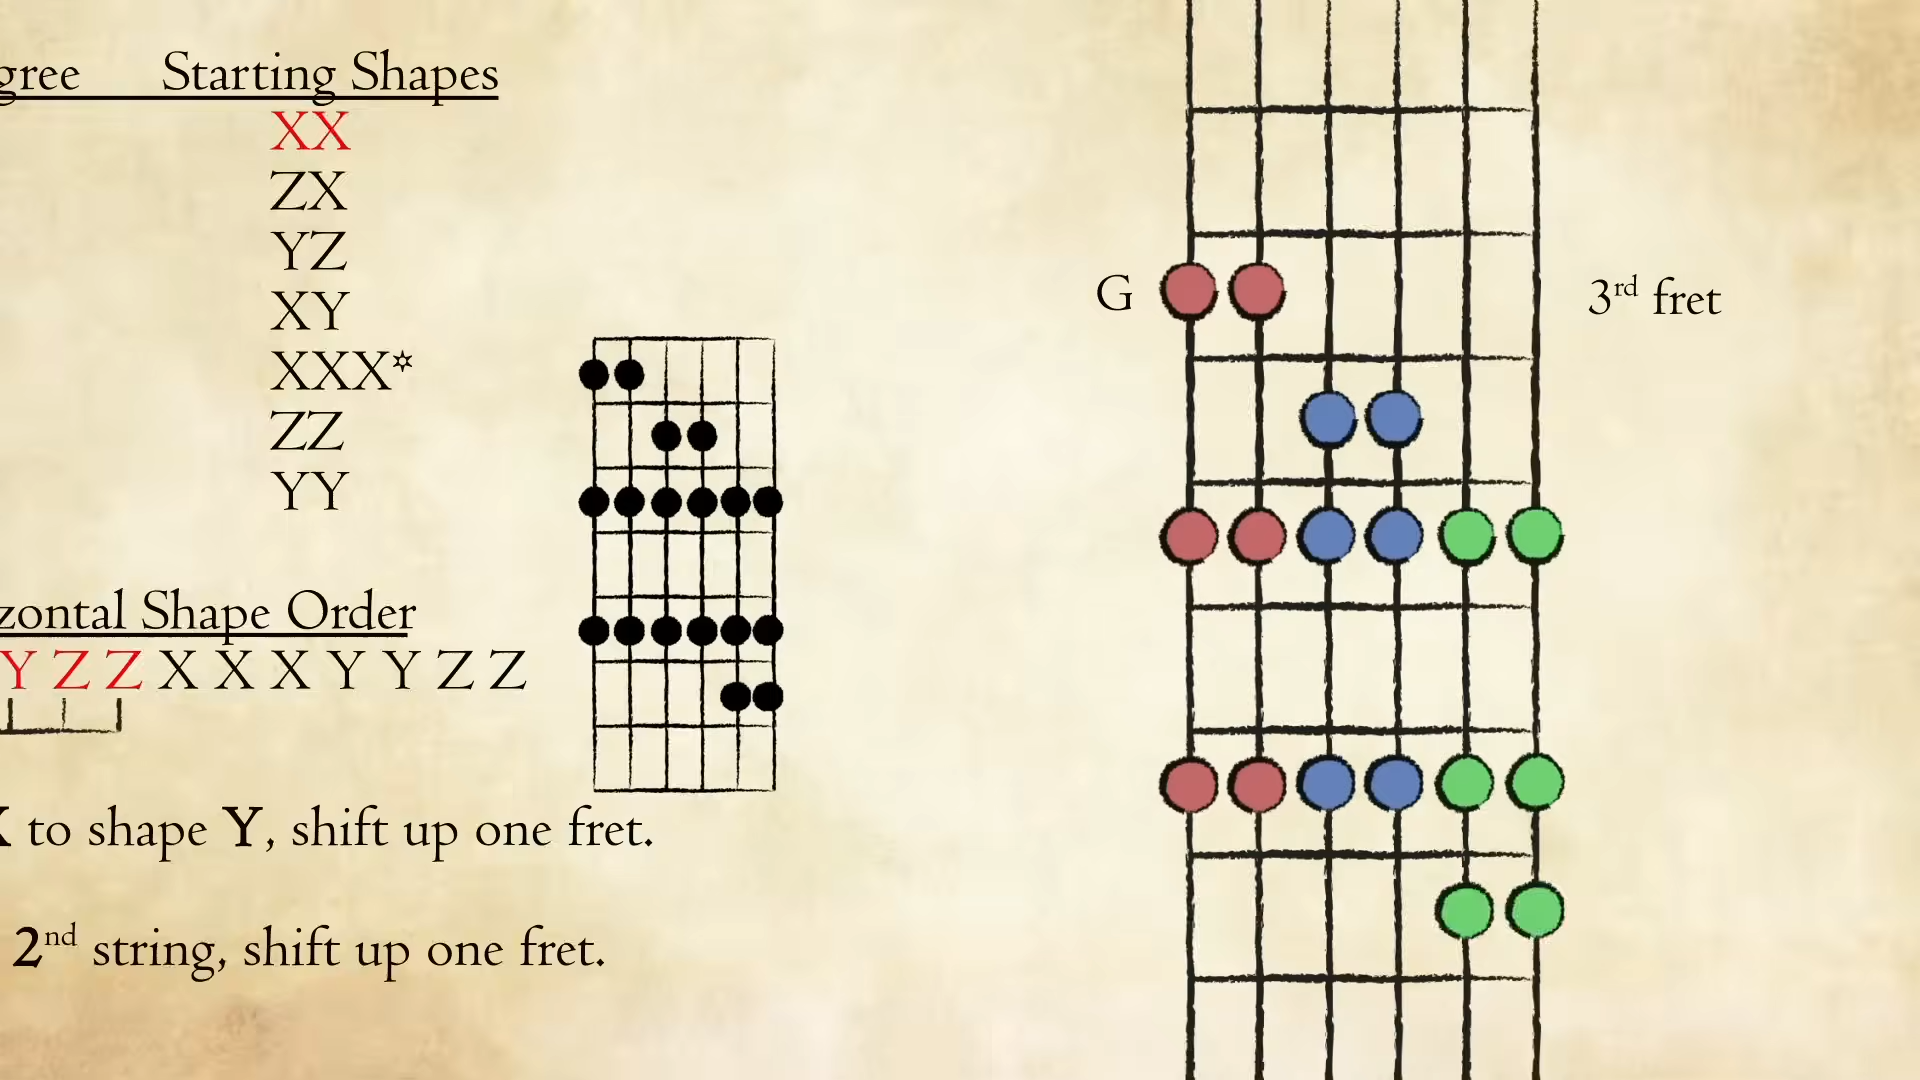 gree Starting Shapes
XX
ZX
YZ
XY
XXX*
ZZ
YY
G
3rd fret
zontal Shape Order
Y Z Z X X X Y Y Z Z
X to shape Y, shift up one fret.
2nd string, shift up one fret.